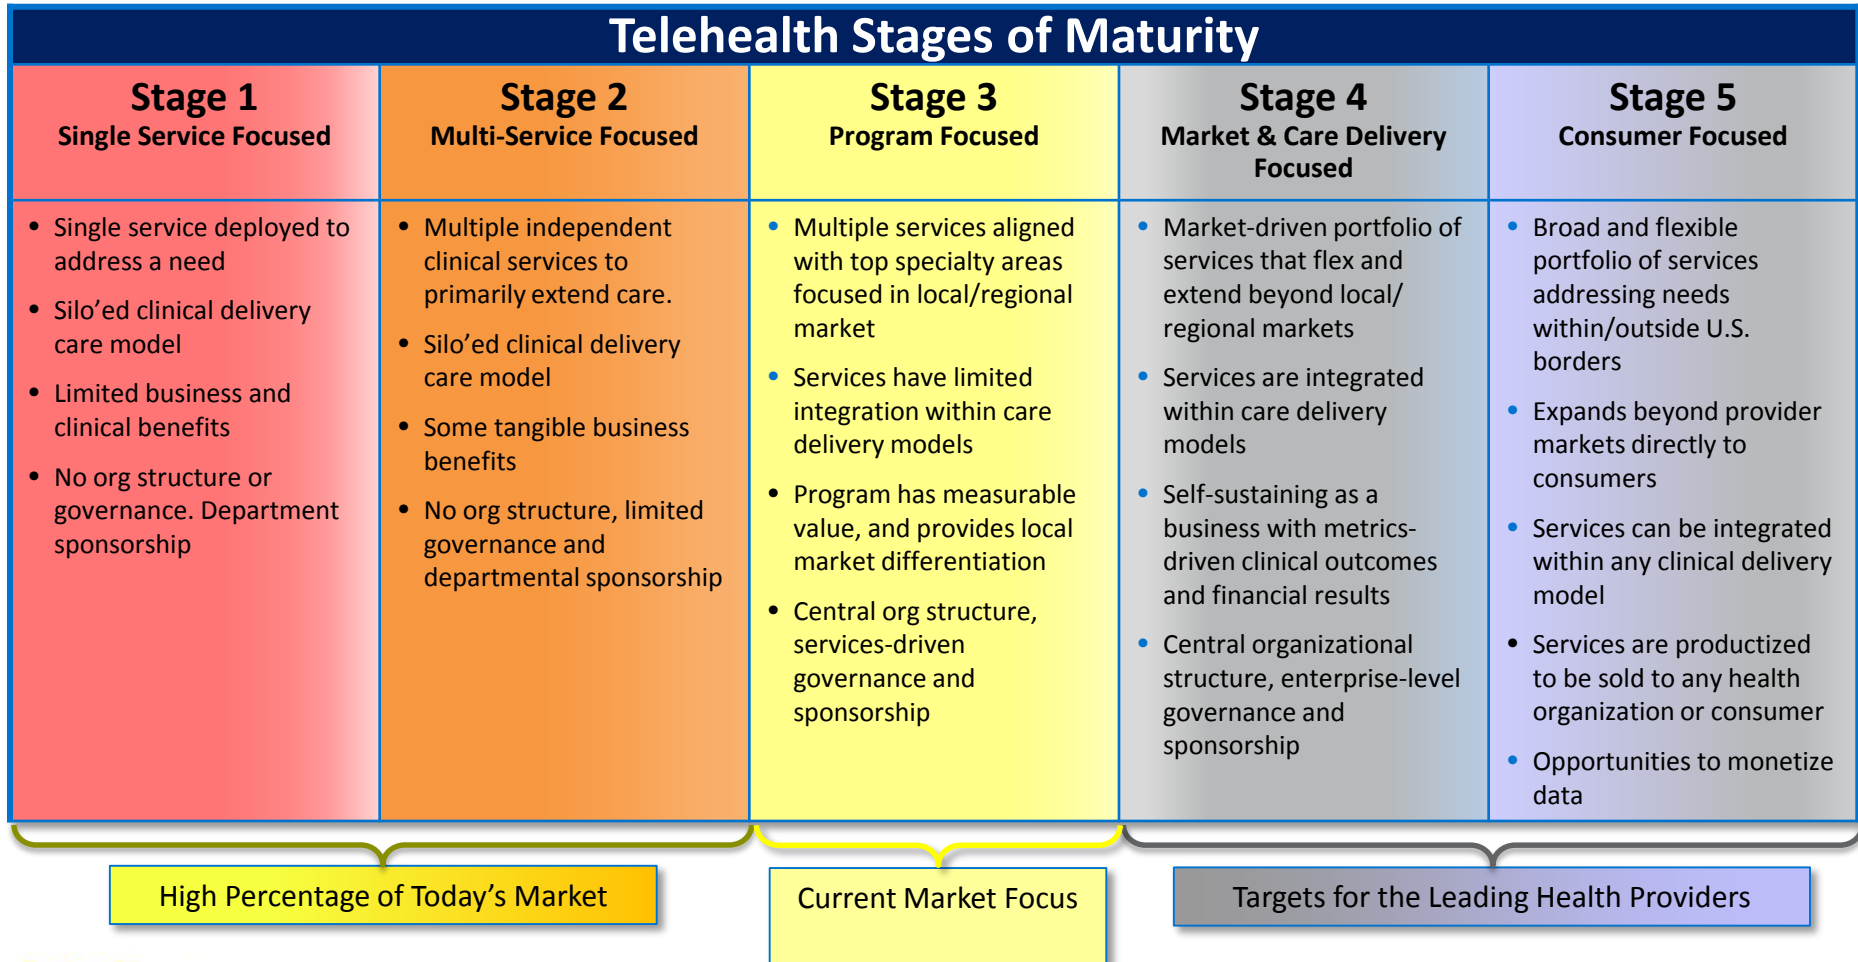 Telehealth Stages of Maturity
Stage 1
Single Service Focused
Stage 2
Multi-Service Focused
Stage 3
Program Focused
Stage 4
Market & Care Delivery
Focused
Stage 5
Consumer Focused
• Single service deployed to
address a need
• Silo’ed clinical delivery
care model
• Limited business and
clinical benefits
• No org structure or
governance. Department
sponsorship
• Multiple independent
clinical services to
primarily extend care.
• Silo’ed clinical delivery
care model
• Some tangible business
benefits
• No org structure, limited
governance and
departmental sponsorship
• Multiple services aligned
with top specialty areas
focused in local/regional
market
• Services have limited
integration within care
delivery models
• Program has measurable
value, and provides local
market differentiation
• Central org structure,
services-driven
governance and
sponsorship
• Market-driven portfolio of
services that flex and
extend beyond local/
regional markets
• Services are integrated
within care delivery
models
• Self-sustaining as a
business with metrics-
driven clinical outcomes
and financial results
• Central organizational
structure, enterprise-level
governance and
sponsorship
• Broad and flexible
portfolio of services
addressing needs
within/outside U.S.
borders
• Expands beyond provider
markets directly to
consumers
• Services can be integrated
within any clinical delivery
model
• Services are productized
to be sold to any health
organization or consumer
• Opportunities to monetize
data
High Percentage of Today’s Market
Current Market Focus
Targets for the Leading Health Providers